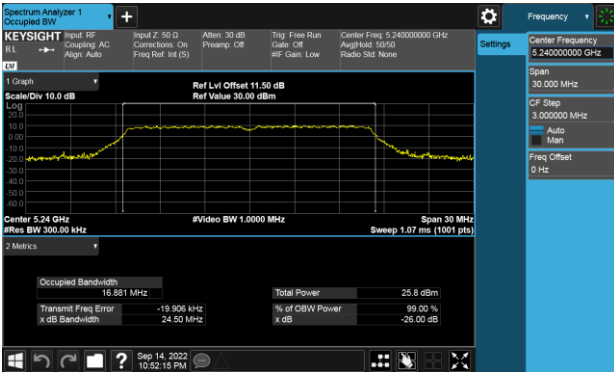 Spectrum Analyzer 1
Occupied BW
Frequency
KEYSIGHT
Input: RF
Input Z: 50 Ω
Atten: 30 dB
Trig: Free Run
Center Freq: 5.240000000 GHz
RL
Coupling: AC
Corrections: On
Preamp: Off
Gate: Off
Avg|Hold: 50/50
Align: Auto
Freq Ref: Int (S)
#IF Gain: Low
Radio Std: None
Settings
Center Frequency
5.240000000 GHz
Span
30.000 MHz
CF Step
3.000000 MHz
Auto
Man
Freq Offset
0 Hz
1 Graph
Ref Lvl Offset 11.50 dB
Scale/Div 10.0 dB
Ref Value 30.00 dBm
Log
20.0
10.0
0.00
-10.0
-20.0
-30.0
-40.0
-50.0
-60.0
Center 5.24 GHz
#Video BW 1.0000 MHz
Span 30 MHz
#Res BW 300.00 kHz
Sweep 1.07 ms (1001 pts)
2 Metrics
Occupied Bandwidth
16.881 MHz
Total Power
25.8 dBm
Transmit Freq Error
-19.906 kHz
% of OBW Power
99.00 %
x dB Bandwidth
24.50 MHz
x dB
-26.00 dB
?
Sep 14, 2022
10:52:15 PM